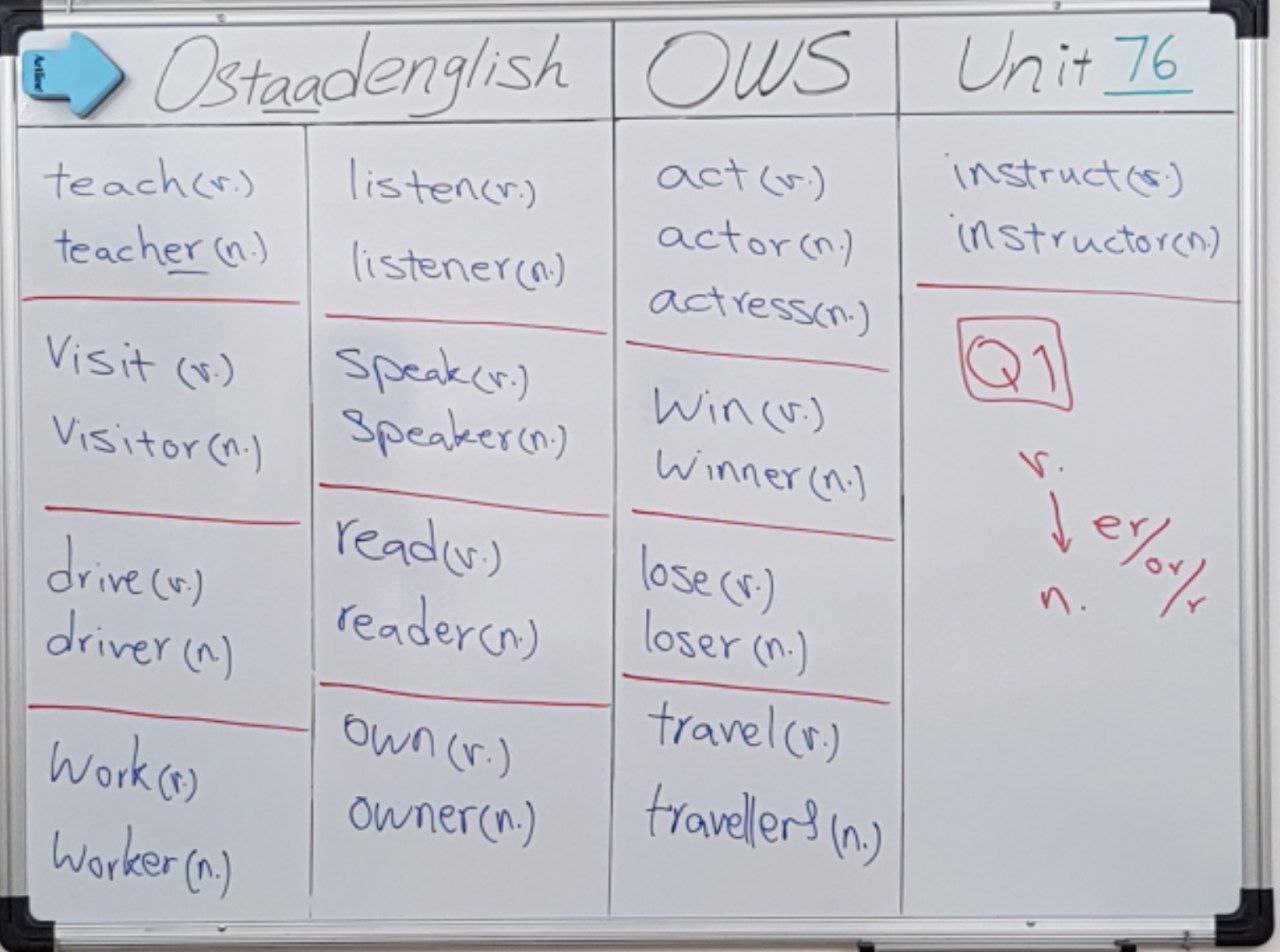 Artline
Ostaadenglish
OWS
Unit 76
teach (v.)
teacher (n.)
Visit (v.)
Visitor (n.)
drive (v.)
driver (n.)
Work (v.)
Worker (n.)
listen (v.)
listener (n.)
Speak (v.)
Speaker (n.)
read (v.)
reader (n.)
own (v.)
owner (n.)
act (v.)
actor (n.)
actress (n.)
Win (v.)
Winner (n.)
lose (v.)
loser (n.)
travel (v.)
travellers (n.)
instruct (v.)
instructor (n.)
Q1
v.
er/or/r
n.